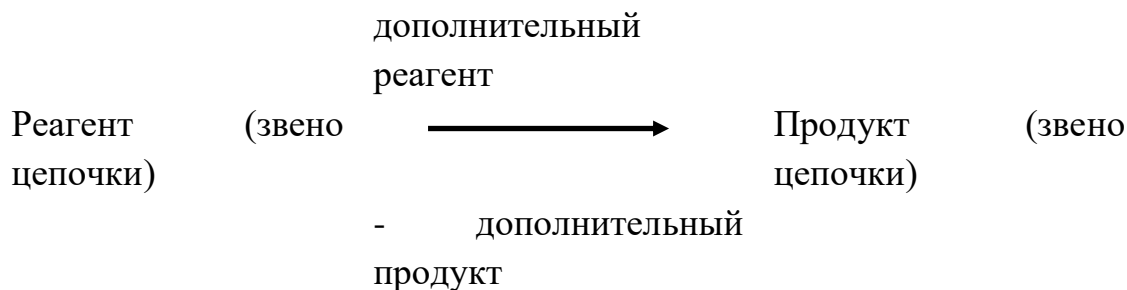 дополнительный
реагент
Реагент (звено
цепочки)
Продукт (звено
цепочки)
- дополнительный
продукт